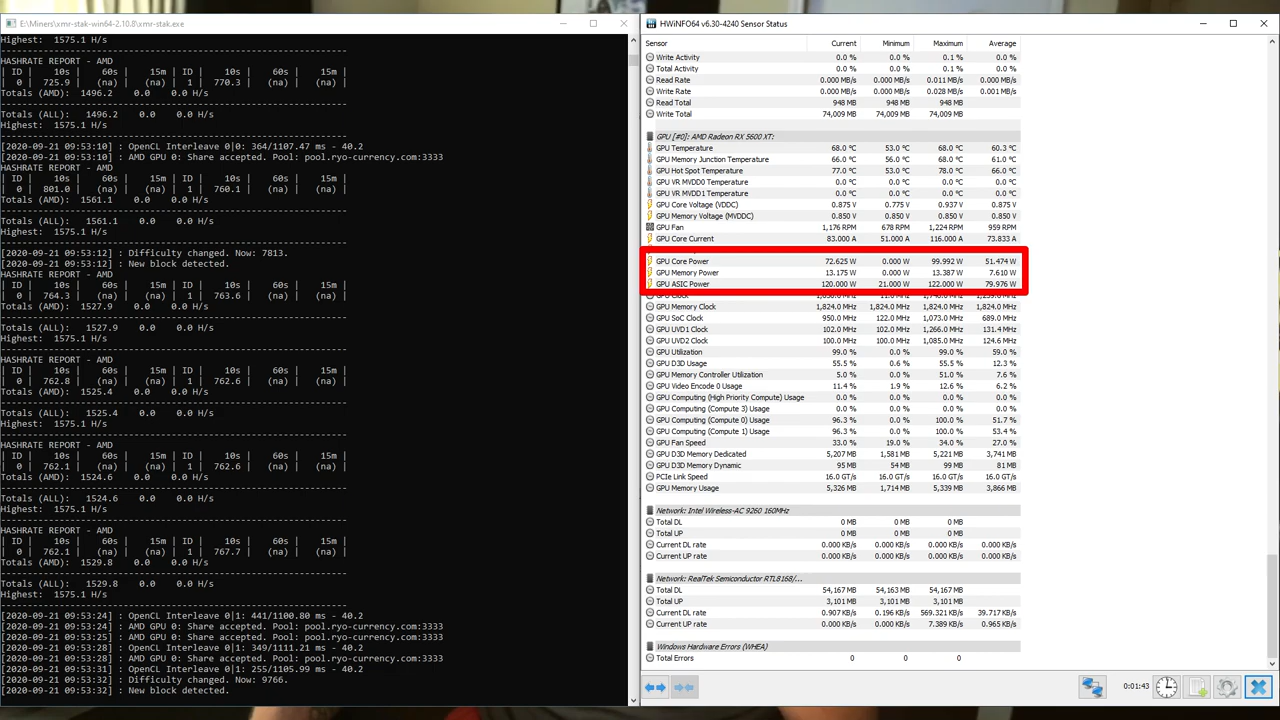 E:\Miners\xmr-stak-win64-2.10.8\xmr-stak.exe
Highest: 1575.1 H/s
HASHRATE REPORT - AMD
| ID | 10s | 60s | 15m | ID | 10s | 60s | 15m |
| 0 | 725.9 | (na) | (na) | 1 | 770.3 | (na) | (na) |
Totals (AMD): 1496.2 0.0 0.0 H/s
Totals (ALL): 1496.2 0.0 0.0 H/s
Highest: 1575.1 H/s
[2020-09-21 09:53:10] : OpenCL Interleave 0|0: 364/1107.47 ms - 40.2
[2020-09-21 09:53:10] : AMD GPU 0: Share accepted. Pool: pool.ryo-currency.com:3333
HASHRATE REPORT - AMD
| ID | 10s | 60s | 15m | ID | 10s | 60s | 15m |
| 0 | 801.0 | (na) | (na) | 1 | 760.1 | (na) | (na) |
Totals (AMD): 1561.1 0.0 0.0 H/s
Totals (ALL): 1561.1 0.0 0.0 H/s
Highest: 1575.1 H/s
[2020-09-21 09:53:12] : Difficulty changed. Now: 7813.
[2020-09-21 09:53:12] : New block detected.
HASHRATE REPORT - AMD
| ID | 10s | 60s | 15m | ID | 10s | 60s | 15m |
| 0 | 764.3 | (na) | (na) | 1 | 763.6 | (na) | (na) |
Totals (AMD): 1527.9 0.0 0.0 H/s
Totals (ALL): 1527.9 0.0 0.0 H/s
Highest: 1575.1 H/s
HASHRATE REPORT - AMD
| ID | 10s | 60s | 15m | ID | 10s | 60s | 15m |
| 0 | 762.8 | (na) | (na) | 1 | 762.6 | (na) | (na) |
Totals (AMD): 1525.4 0.0 0.0 H/s
Totals (ALL): 1525.4 0.0 0.0 H/s
Highest: 1575.1 H/s
HASHRATE REPORT - AMD
| ID | 10s | 60s | 15m | ID | 10s | 60s | 15m |
| 0 | 762.1 | (na) | (na) | 1 | 762.6 | (na) | (na) |
Totals (AMD): 1524.6 0.0 0.0 H/s
Totals (ALL): 1524.6 0.0 0.0 H/s
Highest: 1575.1 H/s
HASHRATE REPORT - AMD
| ID | 10s | 60s | 15m | ID | 10s | 60s | 15m |
| 0 | 762.1 | (na) | (na) | 1 | 767.7 | (na) | (na) |
Totals (AMD): 1529.8 0.0 0.0 H/s
Totals (ALL): 1529.8 0.0 0.0 H/s
Highest: 1575.1 H/s
[2020-09-21 09:53:24] : OpenCL Interleave 0|1: 441/1100.80 ms - 40.2
[2020-09-21 09:53:24] : AMD GPU 0: Share accepted. Pool: pool.ryo-currency.com:3333
[2020-09-21 09:53:25] : AMD GPU 0: Share accepted. Pool: pool.ryo-currency.com:3333
[2020-09-21 09:53:28] : OpenCL Interleave 0|1: 349/1111.21 ms - 40.2
[2020-09-21 09:53:28] : AMD GPU 0: Share accepted. Pool: pool.ryo-currency.com:3333
[2020-09-21 09:53:31] : OpenCL Interleave 0|1: 255/1105.99 ms - 40.2
[2020-09-21 09:53:32] : Difficulty changed. Now: 9766.
[2020-09-21 09:53:32] : New block detected.
HWiNFO64 v6.30-4240 Sensor Status
Sensor Current Minimum Maximum Average
Write Activity 0.0 % 0.0 % 0.1 % 0.0 %
Total Activity 0.0 % 0.0 % 0.1 % 0.0 %
Read Rate 0.000 MB/s 0.000 MB/s 0.011 MB/s 0.000 MB/s
Write Rate 0.000 MB/s 0.000 MB/s 0.028 MB/s 0.001 MB/s
Read Total 948 MB 948 MB 948 MB
Write Total 74,009 MB 74,009 MB 74,009 MB
GPU [#0]: AMD Radeon RX 5600 XT:
GPU Temperature 68.0 °C 53.0 °C 68.0 °C 60.3 °C
GPU Memory Junction Temperature 66.0 °C 56.0 °C 68.0 °C 61.0 °C
GPU Hot Spot Temperature 77.0 °C 53.0 °C 78.0 °C 66.0 °C
GPU VR MVDD0 Temperature 0.0 °C 0.0 °C 0.0 °C 0.0 °C
GPU VR MVDD1 Temperature 0.0 °C 0.0 °C 0.0 °C 0.0 °C
GPU Core Voltage (VDDC) 0.875 V 0.775 V 0.937 V 0.875 V
GPU Memory Voltage (MVDDC) 0.850 V 0.850 V 0.850 V 0.850 V
GPU Fan 1,176 RPM 678 RPM 1,224 RPM 959 RPM
GPU Core Current 83.000 A 51.000 A 116.000 A 73.833 A
GPU Core Power 72.625 W 0.000 W 99.992 W 51.474 W
GPU Memory Power 13.175 W 0.000 W 13.387 W 7.610 W
GPU ASIC Power 120.000 W 21.000 W 122.000 W 79.976 W
GPU Memory Clock 1,824.0 MHz 1,824.0 MHz 1,824.0 MHz 1,824.0 MHz
GPU SoC Clock 950.0 MHz 122.0 MHz 1,073.0 MHz 689.0 MHz
GPU UVD1 Clock 102.0 MHz 102.0 MHz 1,266.0 MHz 131.4 MHz
GPU UVD2 Clock 100.0 MHz 100.0 MHz 1,085.0 MHz 124.6 MHz
GPU Utilization 99.0 % 0.0 % 99.0 % 59.0 %
GPU D3D Usage 55.5 % 0.6 % 55.5 % 12.3 %
GPU Memory Controller Utilization 5.0 % 0.0 % 51.0 % 7.6 %
GPU Video Encode 0 Usage 11.4 % 1.9 % 12.6 % 6.2 %
GPU Computing (High Priority Compute) Usage 0.0 % 0.0 % 0.0 % 0.0 %
GPU Computing (Compute 3) Usage 0.0 % 0.0 % 0.0 % 0.0 %
GPU Computing (Compute 0) Usage 96.3 % 0.0 % 100.0 % 51.7 %
GPU Computing (Compute 1) Usage 96.3 % 0.0 % 100.0 % 53.4 %
GPU Fan Speed 33.0 % 19.0 % 34.0 % 27.0 %
GPU D3D Memory Dedicated 5,207 MB 1,581 MB 5,221 MB 3,741 MB
GPU D3D Memory Dynamic 95 MB 54 MB 99 MB 81 MB
PCIe Link Speed 16.0 GT/s 16.0 GT/s 16.0 GT/s 16.0 GT/s
GPU Memory Usage 5,326 MB 1,714 MB 5,339 MB 3,866 MB
Network: Intel Wireless-AC 9260 160MHz
Total DL 0 MB 0 MB 0 MB
Total UP 0 MB 0 MB 0 MB
Current DL rate 0.000 KB/s 0.000 KB/s 0.000 KB/s 0.000 KB/s
Current UP rate 0.000 KB/s 0.000 KB/s 0.000 KB/s 0.000 KB/s
Network: RealTek Semiconductor RTL8168/...
Total DL 54,167 MB 54,163 MB 54,167 MB
Total UP 3,101 MB 3,101 MB 3,101 MB
Current DL rate 0.907 KB/s 0.196 KB/s 569.321 KB/s 39.717 KB/s
Current UP rate 0.000 KB/s 0.000 KB/s 7.389 KB/s 0.965 KB/s
Windows Hardware Errors (WHEA)
Total Errors 0 0 0
0:01:43